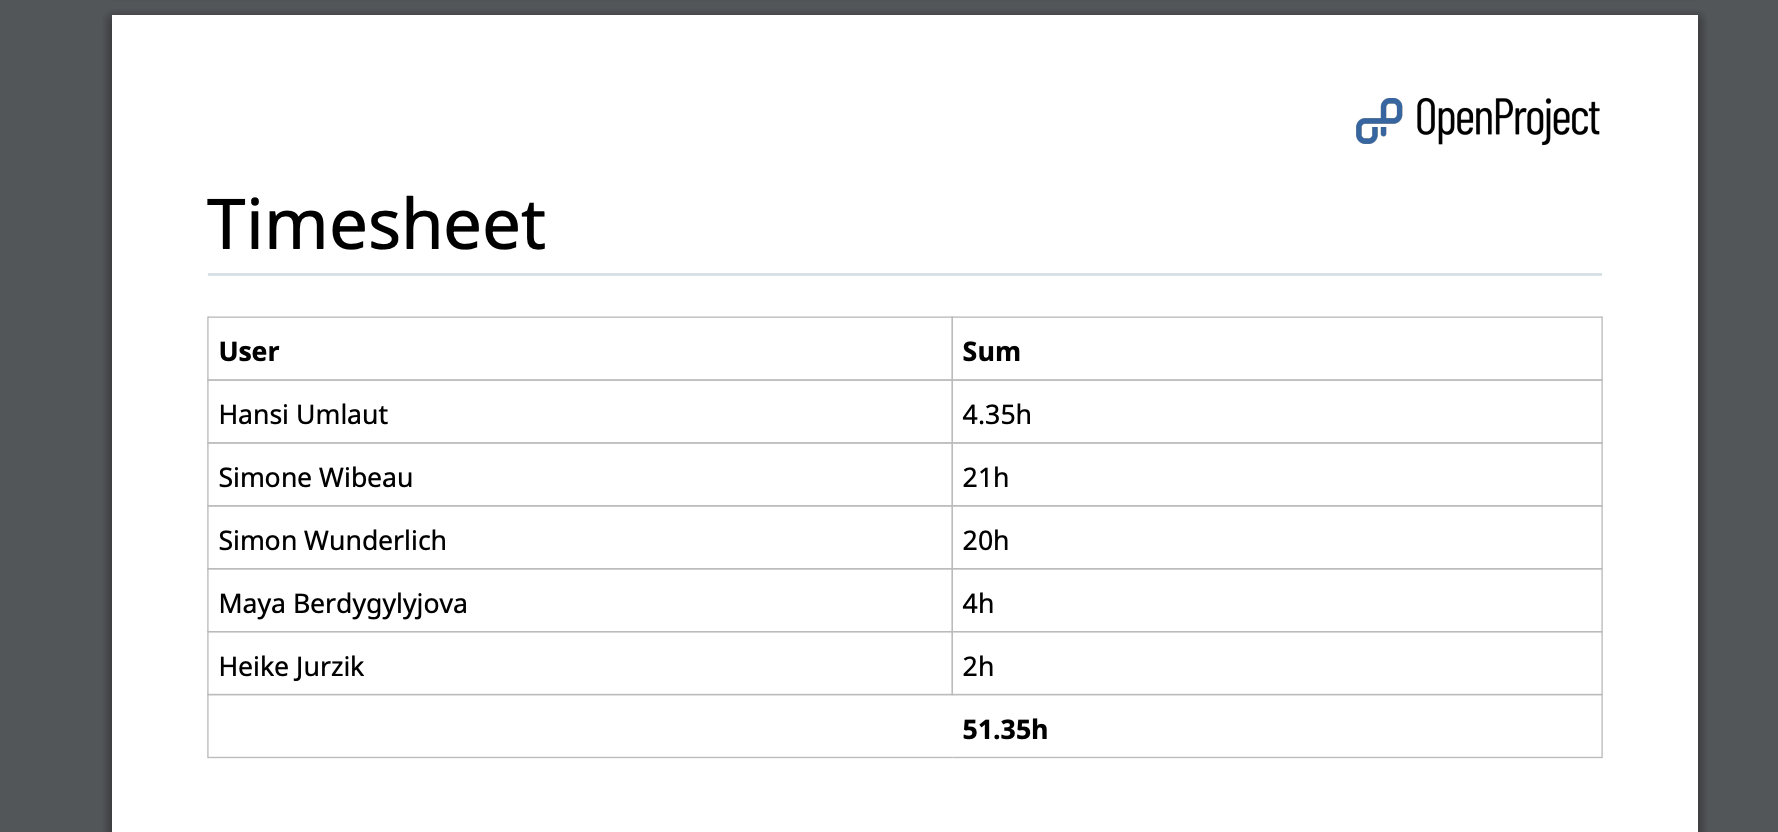 OpenProject
Timesheet
User Sum
Hansi Umlaut 4.35h
Simone Wibeau 21h
Simon Wunderlich 20h
Maya Berdygylyjova 4h
Heike Jurzik 2h
51.35h